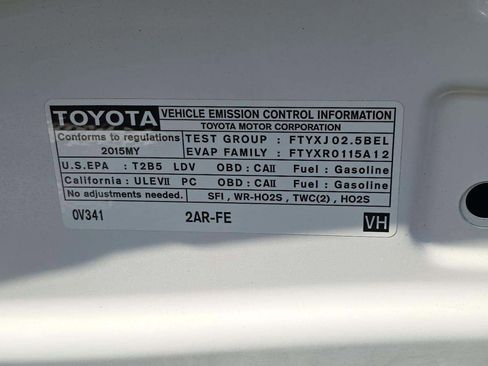 TOYOTA VEHICLE EMISSION CONTROL INFORMATION
TOYOTA MOTOR CORPORATION
Conforms to regulations
2015MY
TEST GROUP : FTYXJ02.5BEL
EVAP FAMILY : FTYXR0115A12
U.S.EPA : T2B5 LDV OBD : CAII Fuel : Gasoline
California : ULEVII PC OBD : CAII Fuel : Gasoline
No adjustments needed. SFI , WR-HO2S , TWC(2) , HO2S
0V341 2AR-FE VH